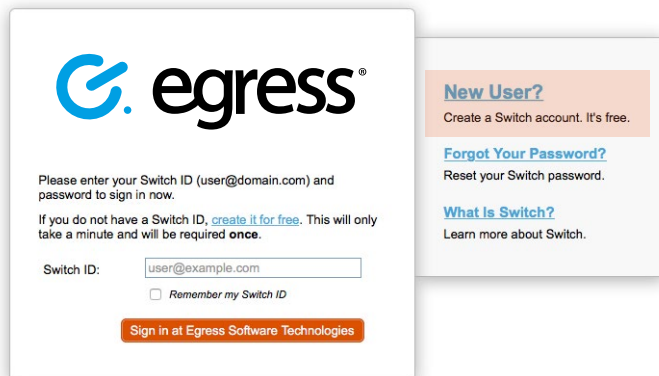 egress®
Please enter your Switch ID (user@domain.com) and
password to sign in now.
If you do not have a Switch ID, create it for free. This will only
take a minute and will be required once.
Switch ID:
user@example.com
Remember my Switch ID
Sign in at Egress Software Technologies
New User?
Create a Switch account. It's free.
Forgot Your Password?
Reset your Switch password.
What Is Switch?
Learn more about Switch.